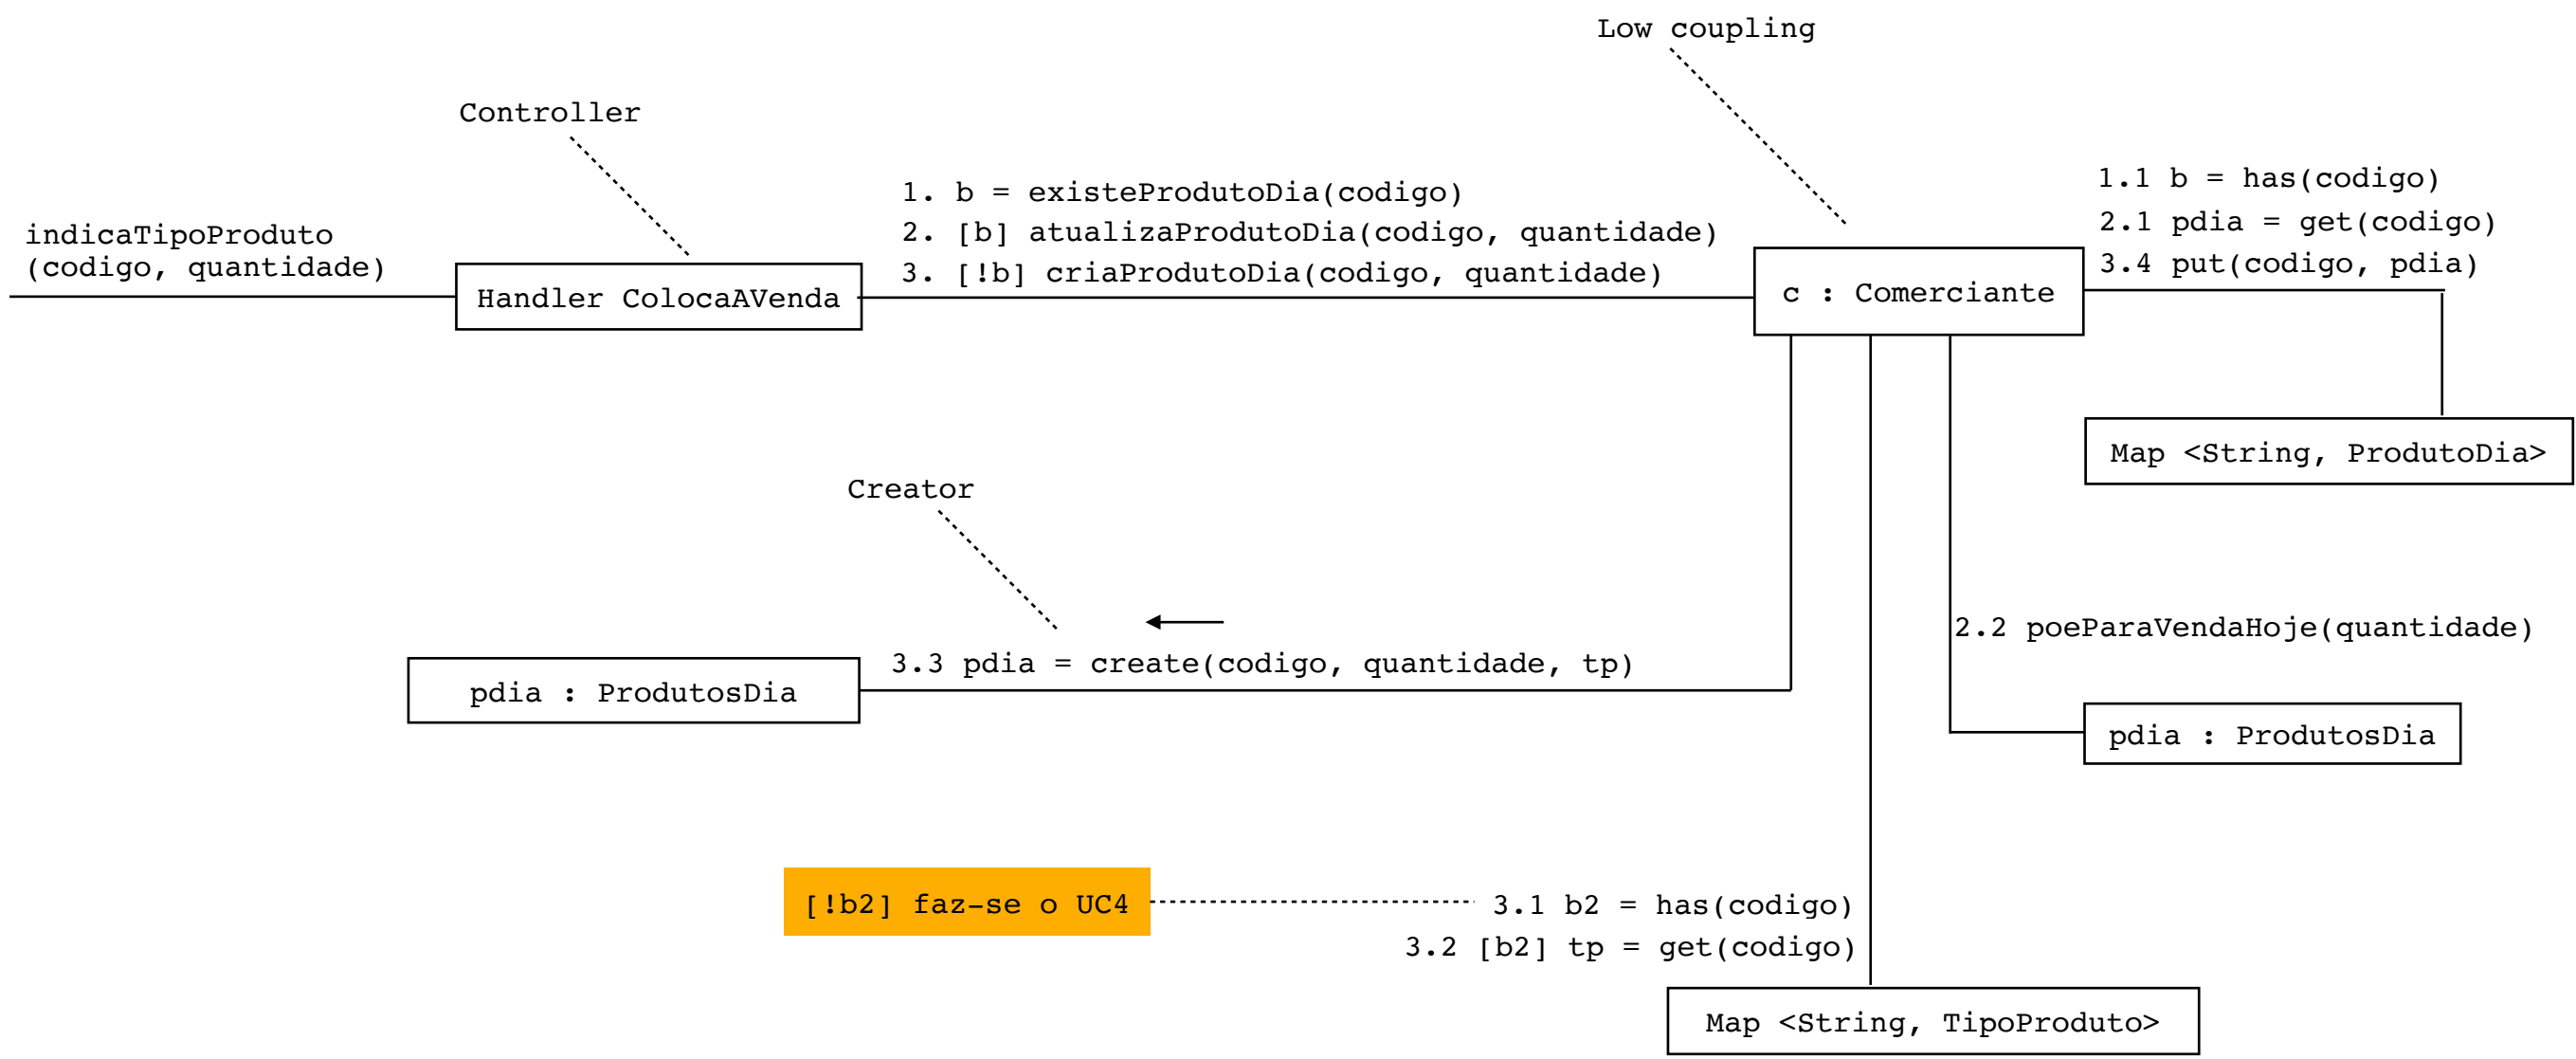 Low coupling
Controller
1.1 b = has(codigo)
1. b = existeProdutoDia(codigo)
2.1 pdia = get(codigo)
indicaTipoProduto
(codigo, quantidade)
2. [b] atualizaProdutoDia(codigo, quantidade)
3. [!b] criaProdutoDia(codigo, quantidade)
3.4 put(codigo, pdia)
Handler ColocaAVenda
c : Comerciante
Map <String, ProdutoDia>
Creator
2.2 poeParaVendaHoje(quantidade)
3.3 pdia = create(codigo, quantidade, tp)
pdia : ProdutosDia
pdia : ProdutosDia
[!b2] faz-se o UC4
3.1 b2 = has(codigo)
3.2 [b2] tp = get(codigo)
Map <String, TipoProduto>